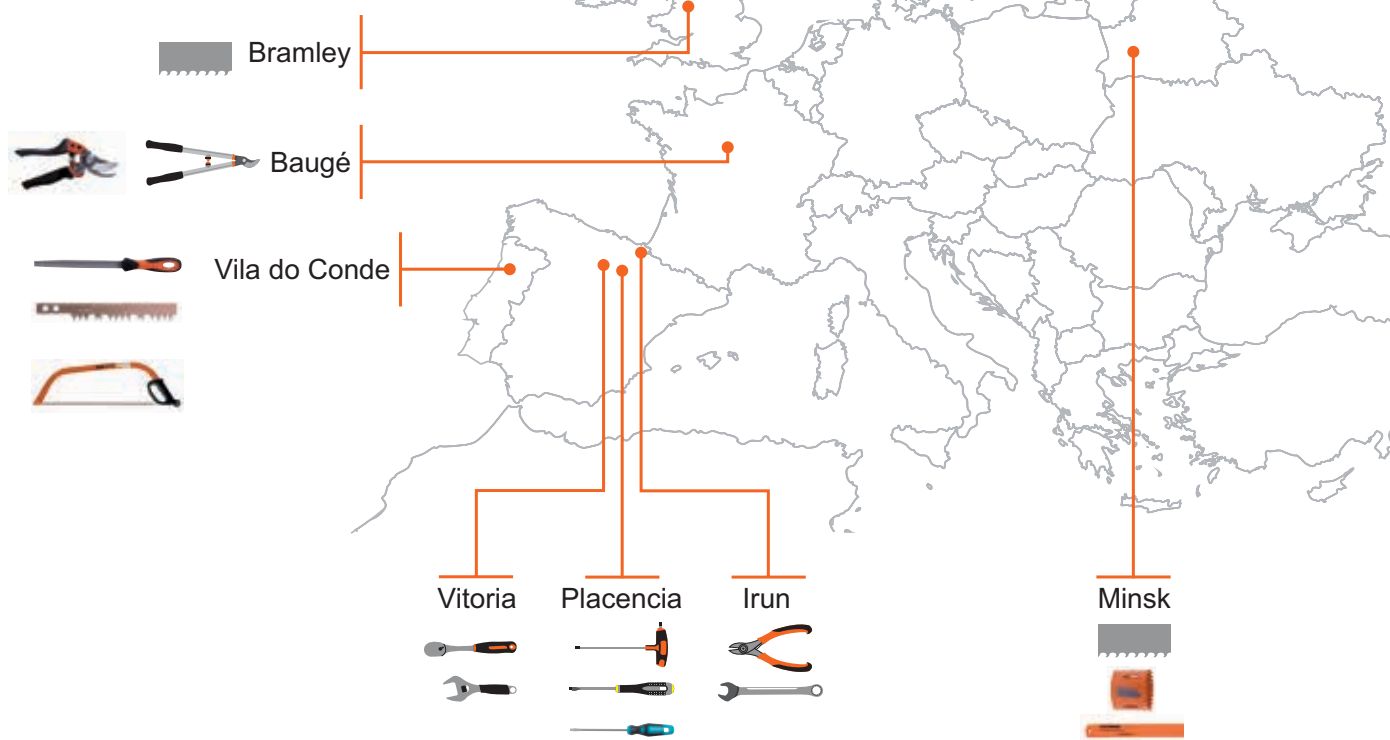 Bramley
Baugé
Vila do Conde
Vitoria
Placencia
Irun
Minsk